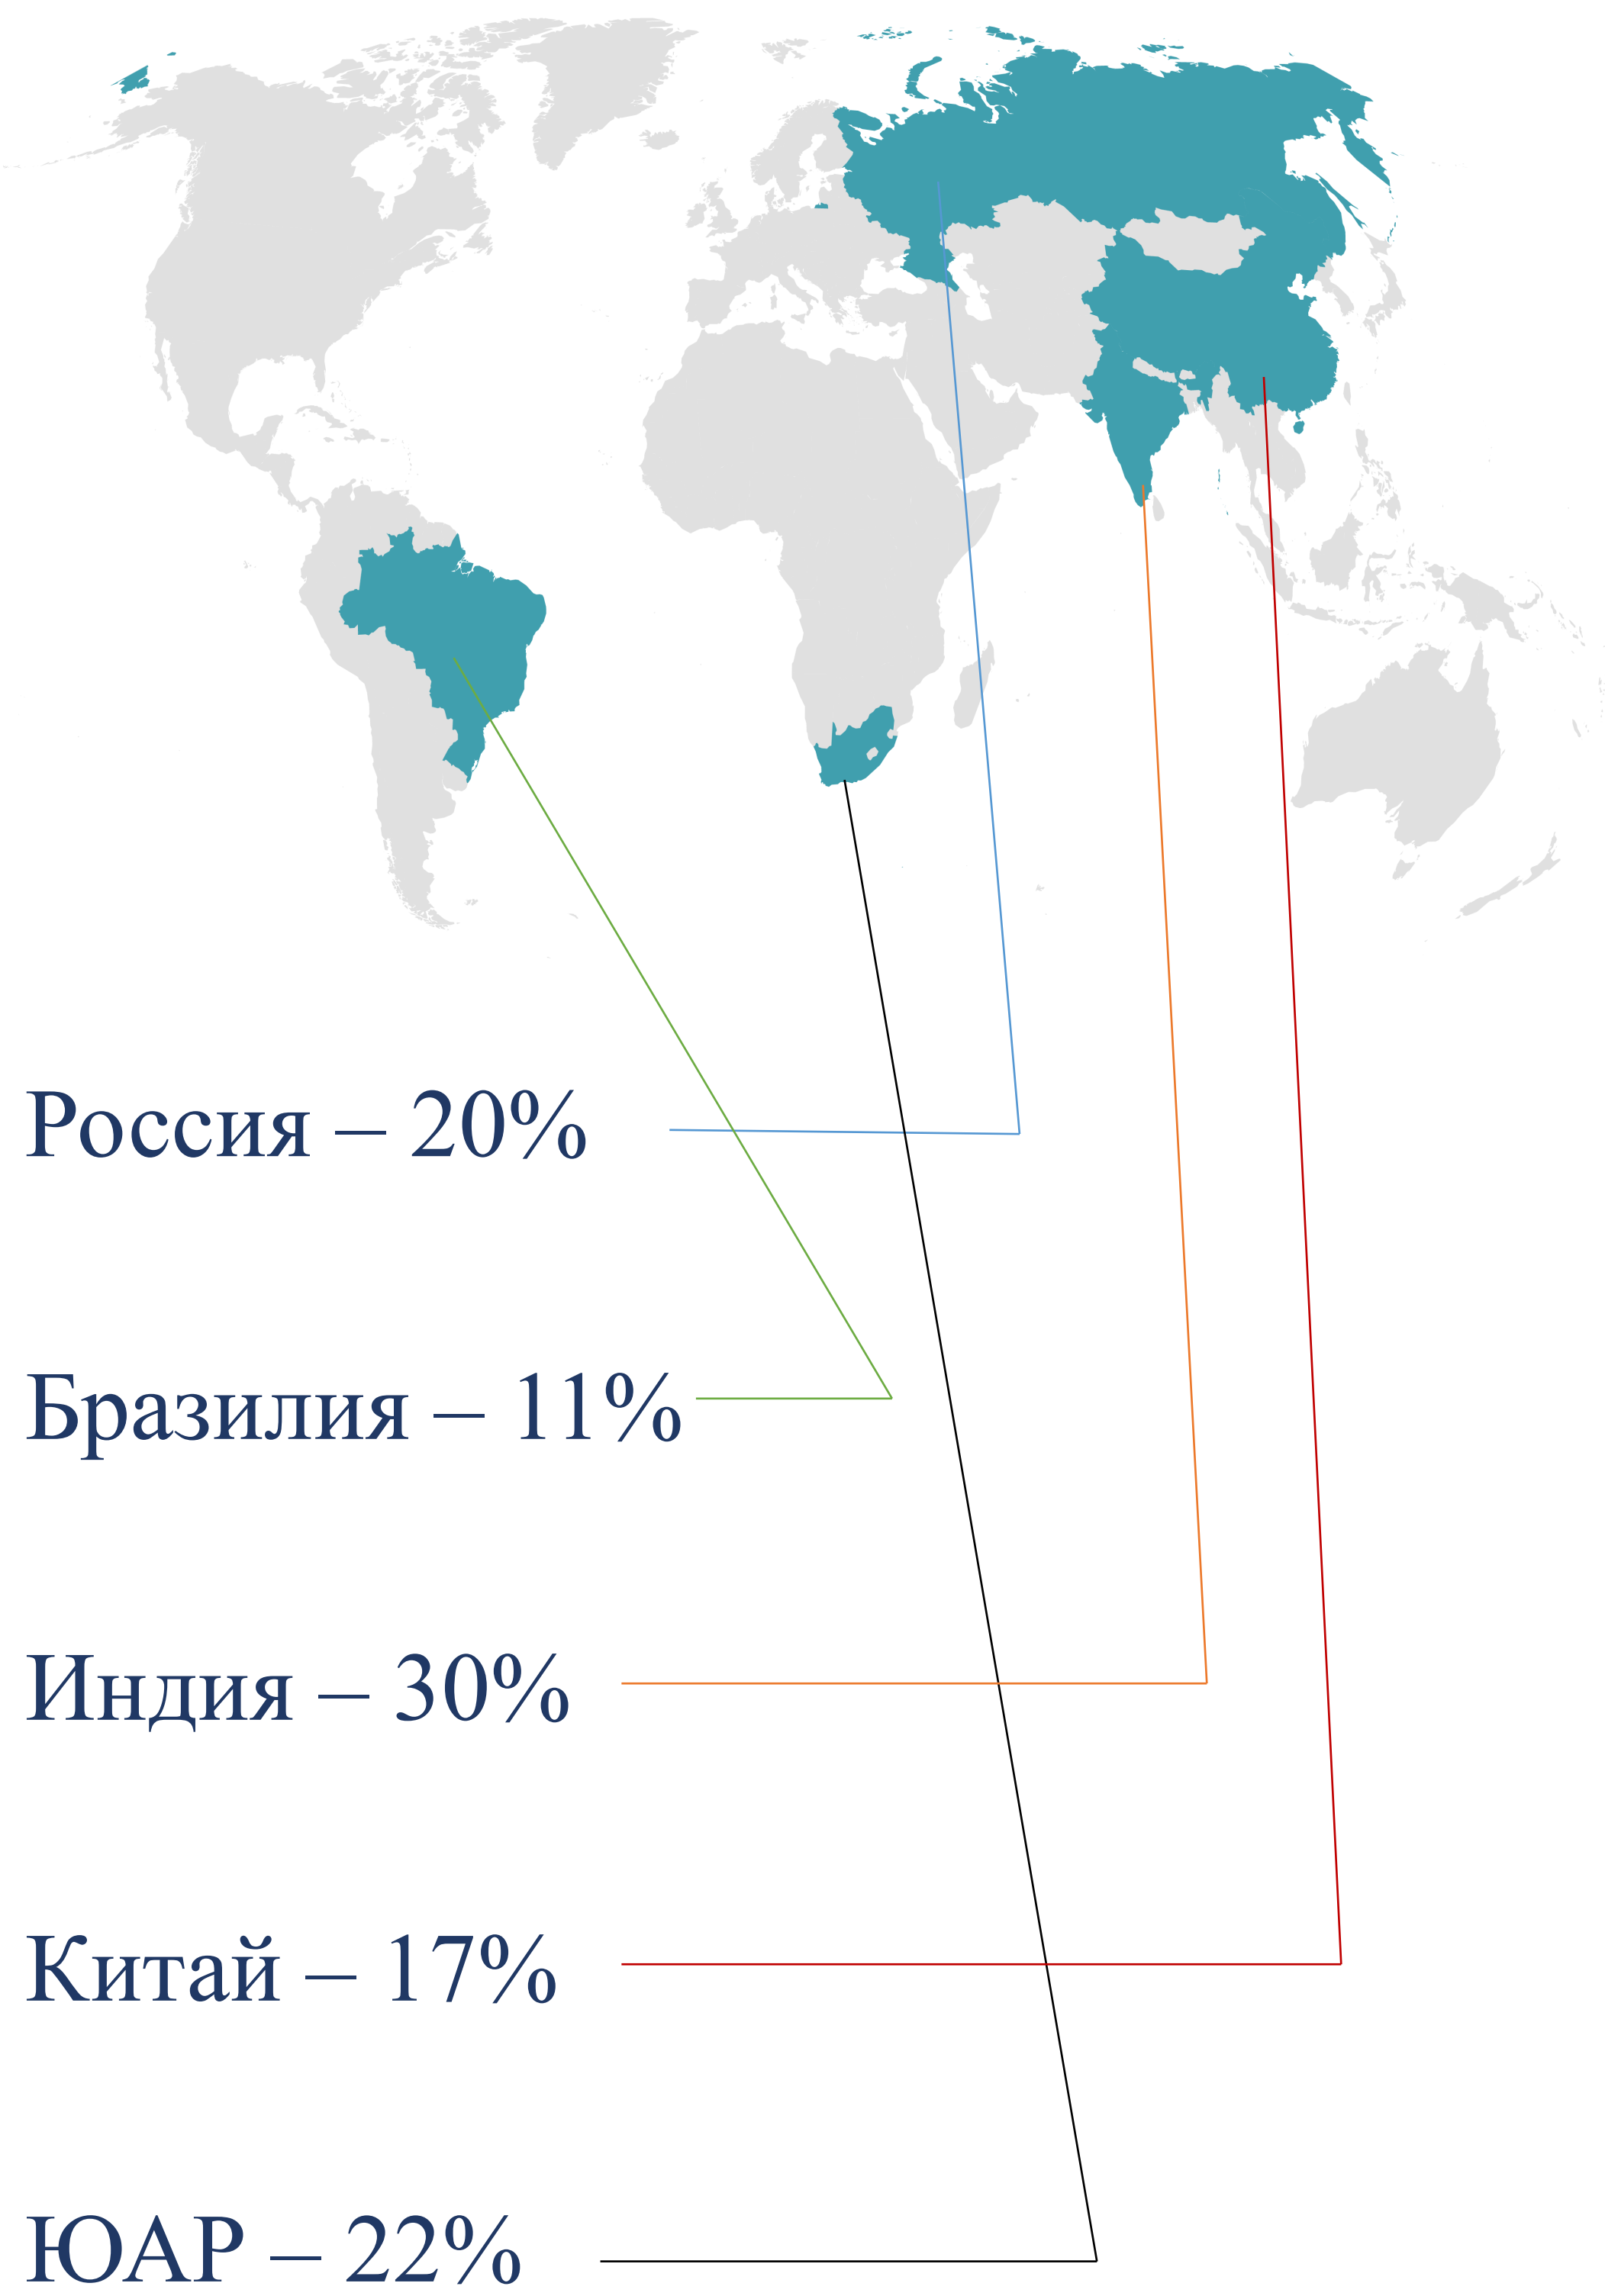 Россия – 20%
Бразилия – 11%
Индия – 30%
Китай – 17%
ЮАР – 22%